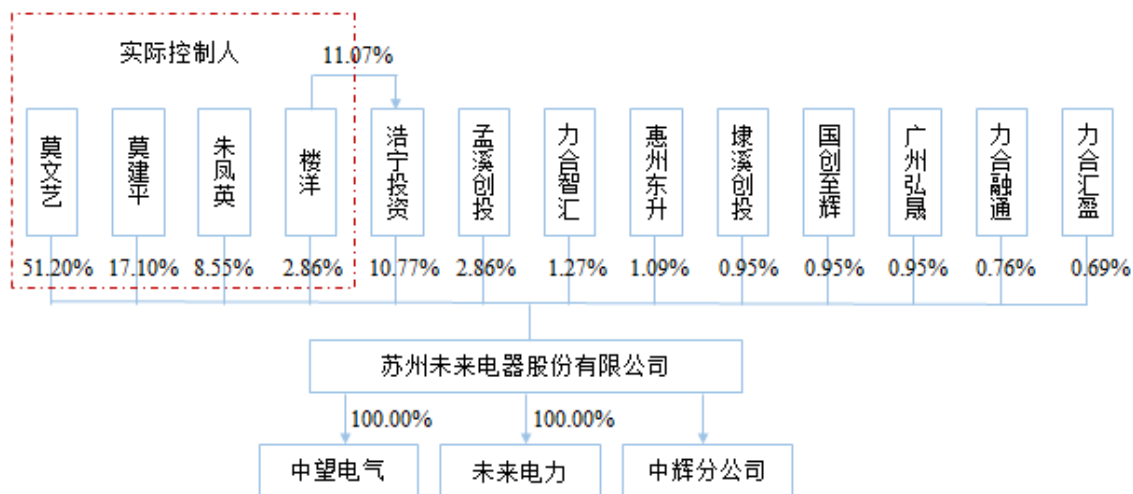 实际控制人
11.07%
莫文艺
莫建平
朱凤英
楼洋
浩宁投资
孟溪创投
力合智汇
惠州东升
埭溪创投
国创至辉
广州弘晟
力合融通
力合汇盈
51.20%
17.10%
8.55%
2.86%
10.77%
2.86%
1.27%
1.09%
0.95%
0.95%
0.95%
0.76%
0.69%
苏州未来电器股份有限公司
100.00%
100.00%
中望电气
未来电力
中辉分公司